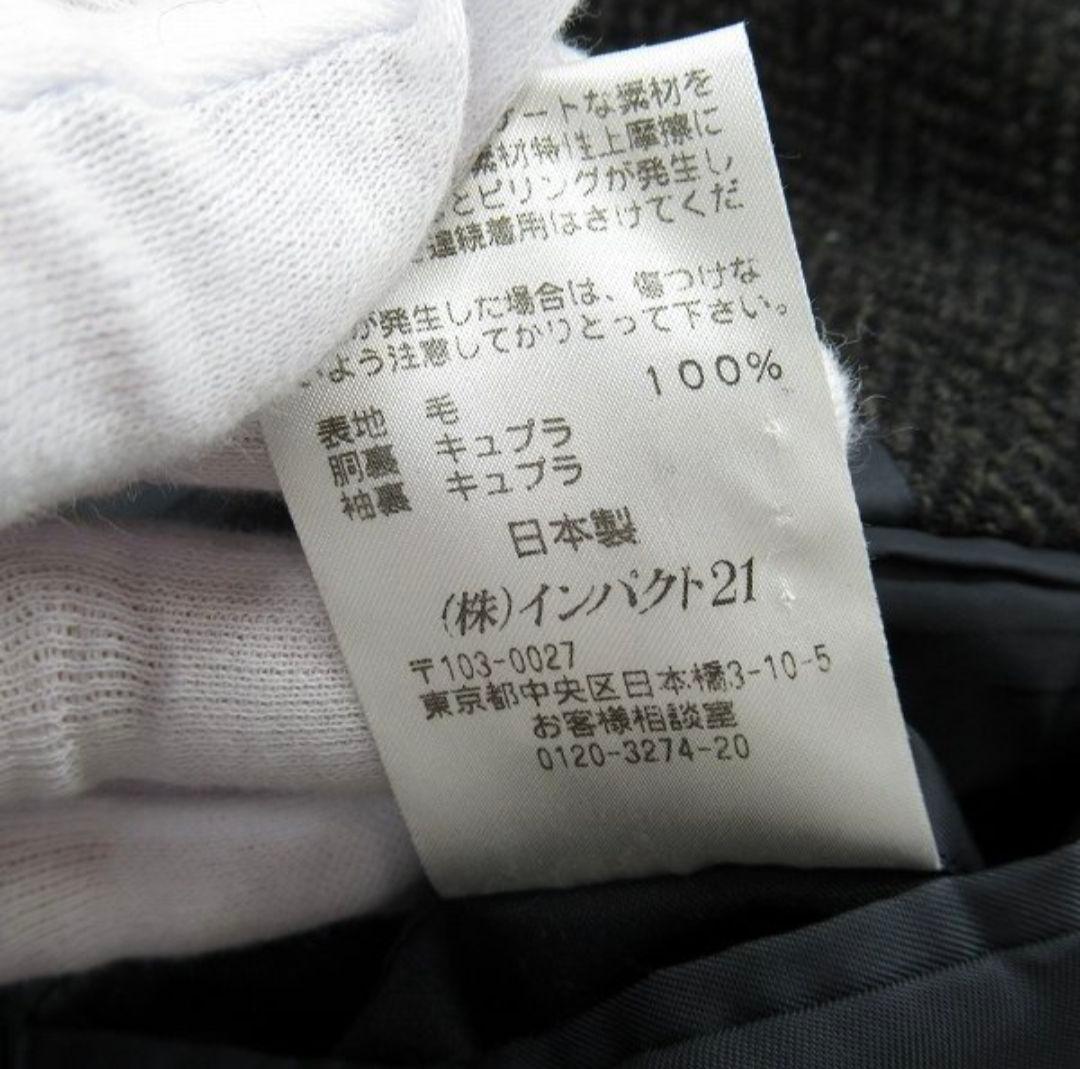 ートな素材を
素材特性上摩擦に
とピリングが発生し
連続着用はさけてくだ
が発生した場合は、傷つけな
いよう注意してかりとって下さい。
表地 毛 100%
胴裏 キュプラ
袖裏 キュプラ
日本製
(株)インパクト21
〒103-0027
東京都中央区日本橋3-10-5
お客様相談室
0120-3274-20